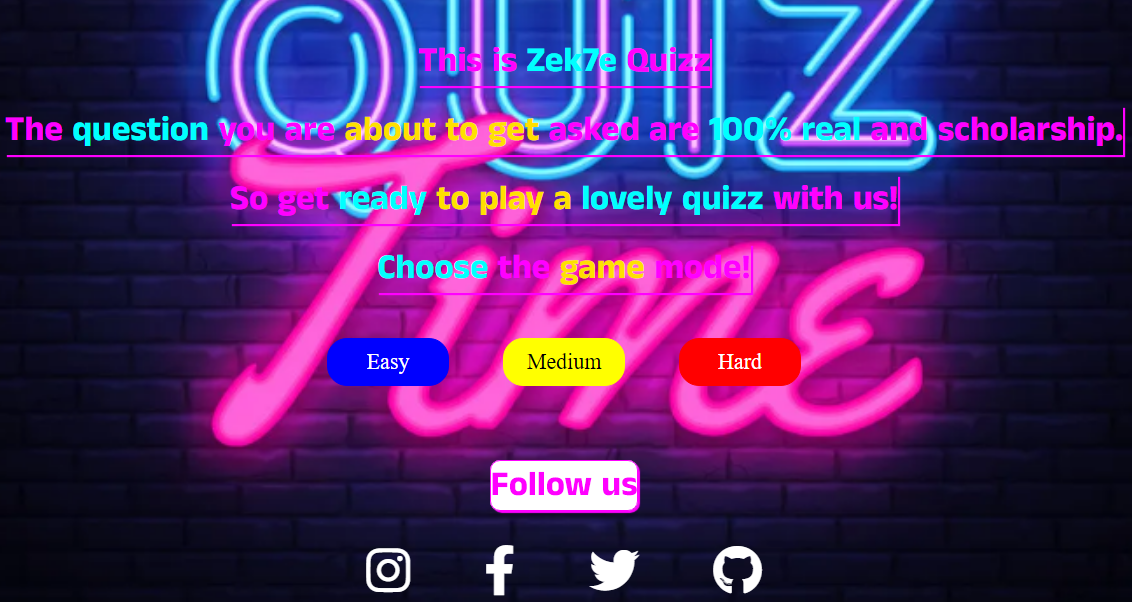 QUIZ
Time
This is Zek7e Quizz
The question you are about to get asked are 100% real and scholarship.
So get ready to play a lovely quizz with us!
Choose the game mode!
Easy Medium Hard
Follow us